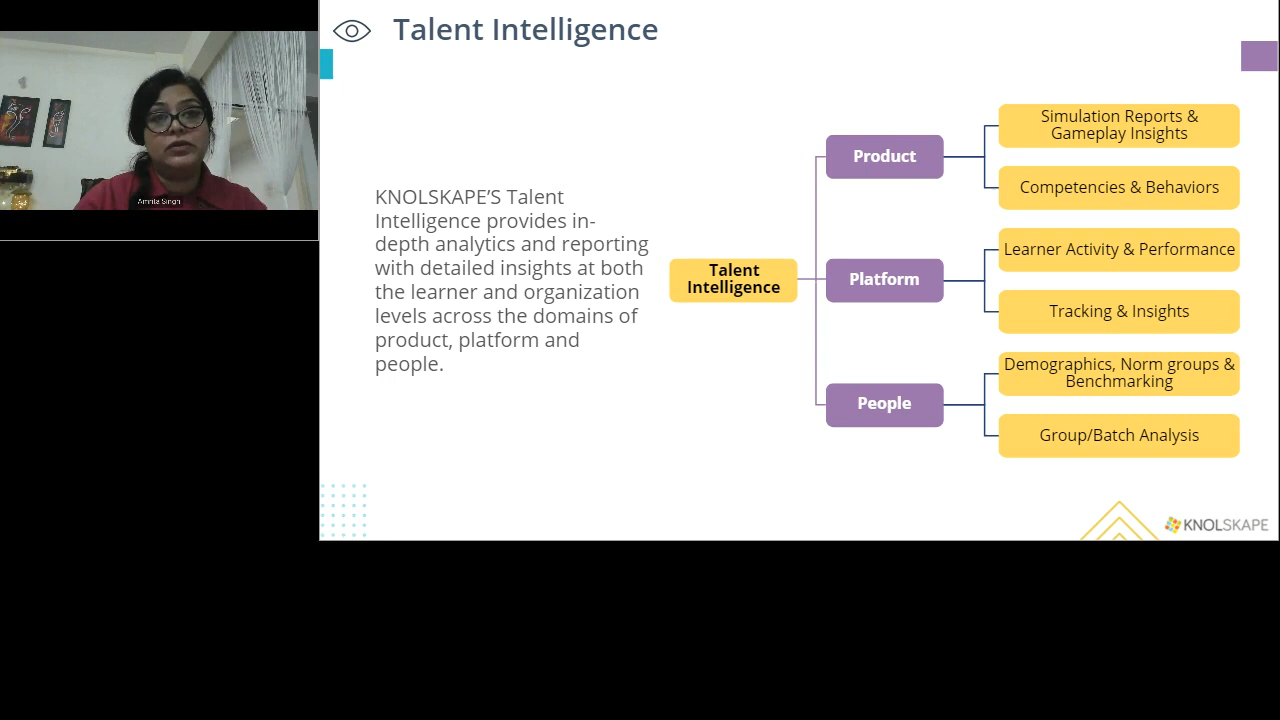 Talent Intelligence
Amrita Singh
KNOLSKAPE'S Talent
Intelligence provides in-
depth analytics and reporting
with detailed insights at both
the learner and organization
levels across the domains of
product, platform and
people.
Talent
Intelligence
Product
Simulation Reports &
Gameplay Insights
Competencies & Behaviors
Platform
Learner Activity & Performance
Tracking & Insights
People
Demographics, Norm groups &
Benchmarking
Group/Batch Analysis
KNOLSKAPE